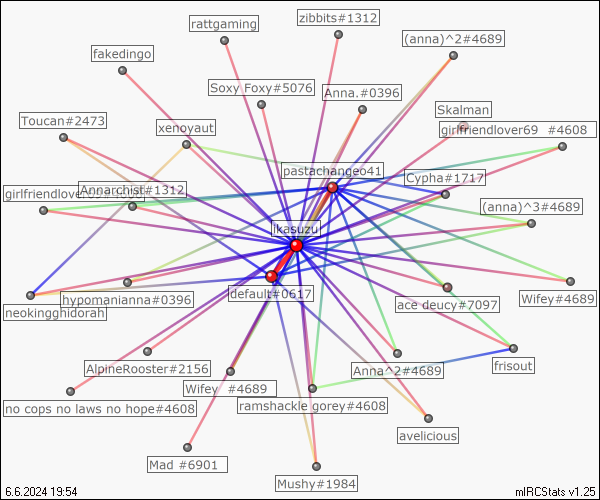 zibbits#1312
rattgaming
(anna)^2#4689
fakedingo
Soxy Foxy#5076
Anna.#0396
Skalman
Toucan#2473
xenoyaut
girlfriendlover69 #4608
pastachangeo41
Cypha#1717
girlfriendlove
Annarchist#1312
(anna)^3#4689
ikasuzu
default#0617
hypomanianna#0396
neokingghidorah
ace deucy#7097
Wifey#4689
AlpineRooster#2156
Anna^2#4689
frisout
Wifey #4689
no cops no laws no hope#4608
ramshackle gorey#4608
avelicious
Mad #6901
Mushy#1984
6.6.2024 19:54
mIRCStats v1.25